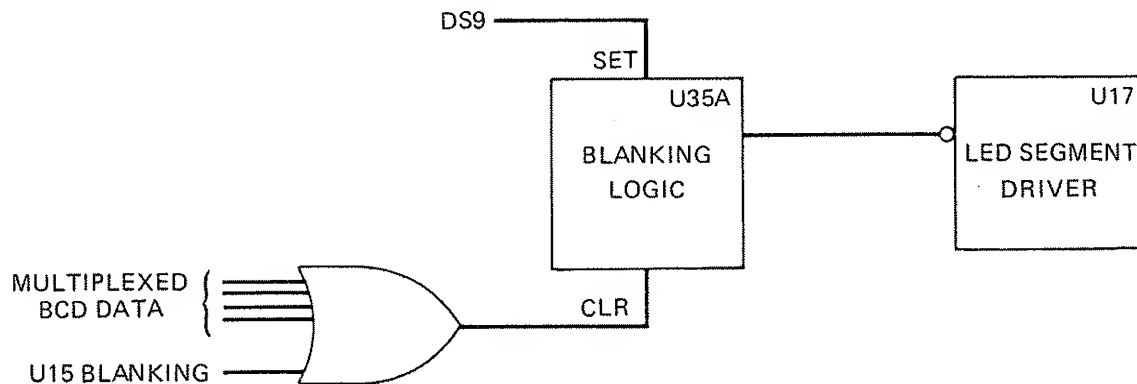 DS9
SET
U35A
BLANKING
LOGIC
U17
LED SEGMENT
DRIVER
CLR
MULTIPLEXED
BCD DATA
U15 BLANKING